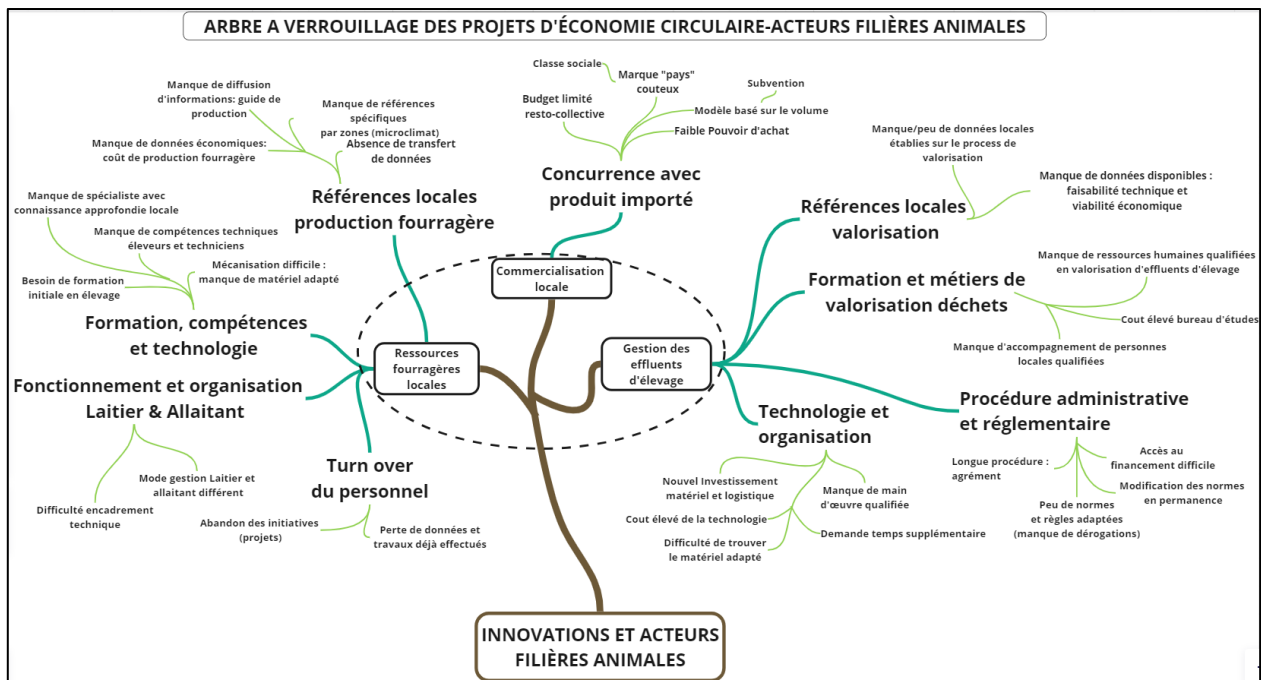 ARBRE A VERROUILLAGE DES PROJETS D'ÉCONOMIE CIRCULAIRE-ACTEURS FILIÈRES ANIMALES
Manque de diffusion
d'informations: guide de
production
Manque de références
spécifiques
par zones (microclimat)
Manque de données économiques:
coût de production fourragère
Absence de transfert
de données
Références locales
production fourragère
Manque de spécialiste avec
connaissance approfondie locale
Manque de compétences techniques
éleveurs et techniciens
Besoin de formation
initiale en élevage
Mécanisation difficile :
manque de matériel adapté
Formation, compétences
et technologie
Fonctionnement et organisation
Laitier & Allaitant
Mode gestion Laitier et
allaitant différent
Difficulté encadrement
technique
Turn over
du personnel
Abandon des initiatives
(projets)
Perte de données et
travaux déjà effectués
Ressources
fourragères
locales
Classe sociale
Marque "pays"
couteux
Subvention
Budget limité
resto-collective
Modèle basé sur le volume
Faible Pouvoir d'achat
Concurrence avec
produit importé
Commercialisation
locale
Gestion des
effluents
d'élevage
Manque/peu de données locales
établies sur le process de
valorisation
Manque de données disponibles :
faisabilité technique et
viabilité économique
Références locales
valorisation
Formation et métiers de
valorisation déchets
Manque de ressources humaines qualifiées
en valorisation d'effluents d'élevage
Cout élevé bureau d'études
Manque d'accompagnement de personnes
locales qualifiées
Procédure administrative
et réglementaire
Longue procédure :
agrément
Accès au
financement difficile
Modification des normes
en permanence
Peu de normes
et règles adaptées
(manque de dérogations)
Technologie et
organisation
Nouvel Investissement
matériel et logistique
Manque de main
d'œuvre qualifiée
Cout élevé de la technologie
Demande temps supplémentaire
Difficulté de trouver
le matériel adapté
INNOVATIONS ET ACTEURS
FILIÈRES ANIMALES